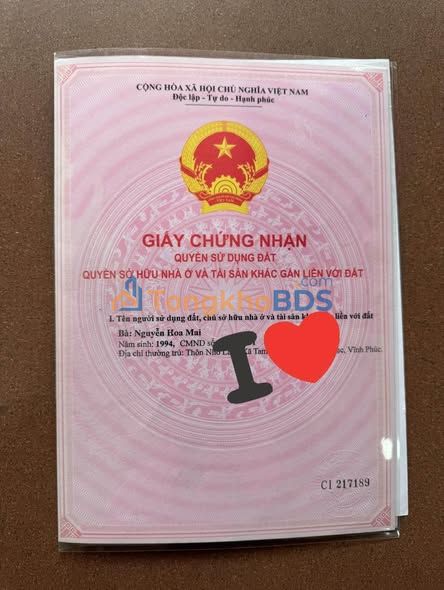 CỘNG HÒA XÃ HỘI CHỦ NGHĨA VIỆT NAM
Độc lập - Tự do - Hạnh phúc
GIẤY CHỨNG NHẬN
QUYỀN SỬ DỤNG ĐẤT
QUYỀN SỞ HỮU NHÀ Ở VÀ TÀI SẢN KHÁC GẮN LIỀN VỚI ĐẤT
TongkhoBDS.com
I. Tên người sử dụng đất, chủ sở hữu nhà ở và tài sản liền với đất
Bà: Nguyễn Hoa Mai
Năm sinh: 1994, CMND số
Địa chỉ thường trú: Thôn Xã Tam Vĩnh Phúc.
I
CI 217189